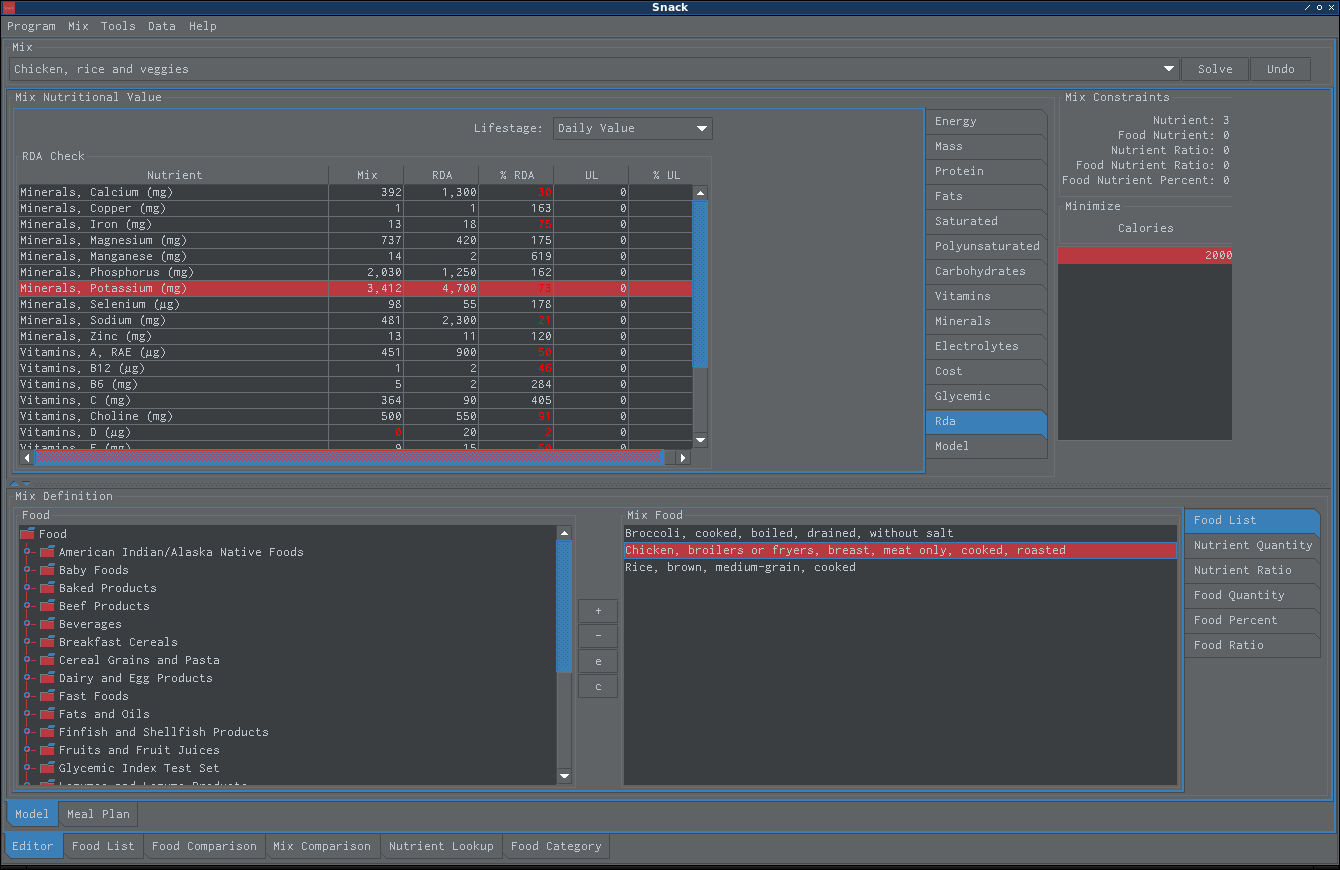 Snack
Program Mix Tools Data Help
Mix
Chicken, rice and veggies
Solve Undo
Mix Nutritional Value
Lifestage: Daily Value
RDA Check
Nutrient Mix RDA % RDA UL % UL
Minerals, Calcium (mg) 392 1,300 30 0
Minerals, Copper (mg) 1 1 163 0
Minerals, Iron (mg) 13 18 75 0
Minerals, Magnesium (mg) 737 420 175 0
Minerals, Manganese (mg) 14 2 619 0
Minerals, Phosphorus (mg) 2,030 1,250 162 0
Minerals, Potassium (mg) 3,412 4,700 73 0
Minerals, Selenium (µg) 98 55 178 0
Minerals, Sodium (mg) 481 2,300 21 0
Minerals, Zinc (mg) 13 11 120 0
Vitamins, A, RAE (µg) 451 900 50 0
Vitamins, B12 (µg) 1 2 46 0
Vitamins, B6 (mg) 5 2 284 0
Vitamins, C (mg) 364 90 405 0
Vitamins, Choline (mg) 500 550 91 0
Vitamins, D (µg) 0 20 2 0
Vitamins, E (mg) 9 15 0
Energy
Mass
Protein
Fats
Saturated
Polyunsaturated
Carbohydrates
Vitamins
Minerals
Electrolytes
Cost
Glycemic
Rda
Model
Mix Constraints
Nutrient: 3
Food Nutrient: 0
Nutrient Ratio: 0
Food Nutrient Ratio: 0
Food Nutrient Percent: 0
Minimize
Calories
2000
Mix Definition
Food
Food
American Indian/Alaska Native Foods
Baby Foods
Baked Products
Beef Products
Beverages
Breakfast Cereals
Cereal Grains and Pasta
Dairy and Egg Products
Fast Foods
Fats and Oils
Finfish and Shellfish Products
Fruits and Fruit Juices
Glycemic Index Test Set
Legumes and Legume Products
+
-
e
c
Mix Food
Broccoli, cooked, boiled, drained, without salt
Chicken, broilers or fryers, breast, meat only, cooked, roasted
Rice, brown, medium-grain, cooked
Food List
Nutrient Quantity
Nutrient Ratio
Food Quantity
Food Percent
Food Ratio
Model Meal Plan
Editor Food List Food Comparison Mix Comparison Nutrient Lookup Food Category